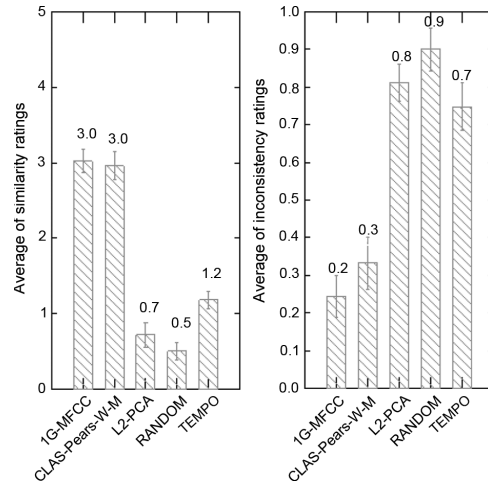 Average of similarity ratings
5
4
3
2
1
0
3.0
3.0
0.7
0.5
1.2
1G-MFCC
CLAS-Pears-W-M
L2-PCA
RANDOM
TEMPO
Average of inconsistency ratings
1.0
0.9
0.8
0.7
0.6
0.5
0.4
0.3
0.2
0.1
0.0
0.2
0.3
0.8
0.9
0.7
1G-MFCC
CLAS-Pears-W-M
L2-PCA
RANDOM
TEMPO